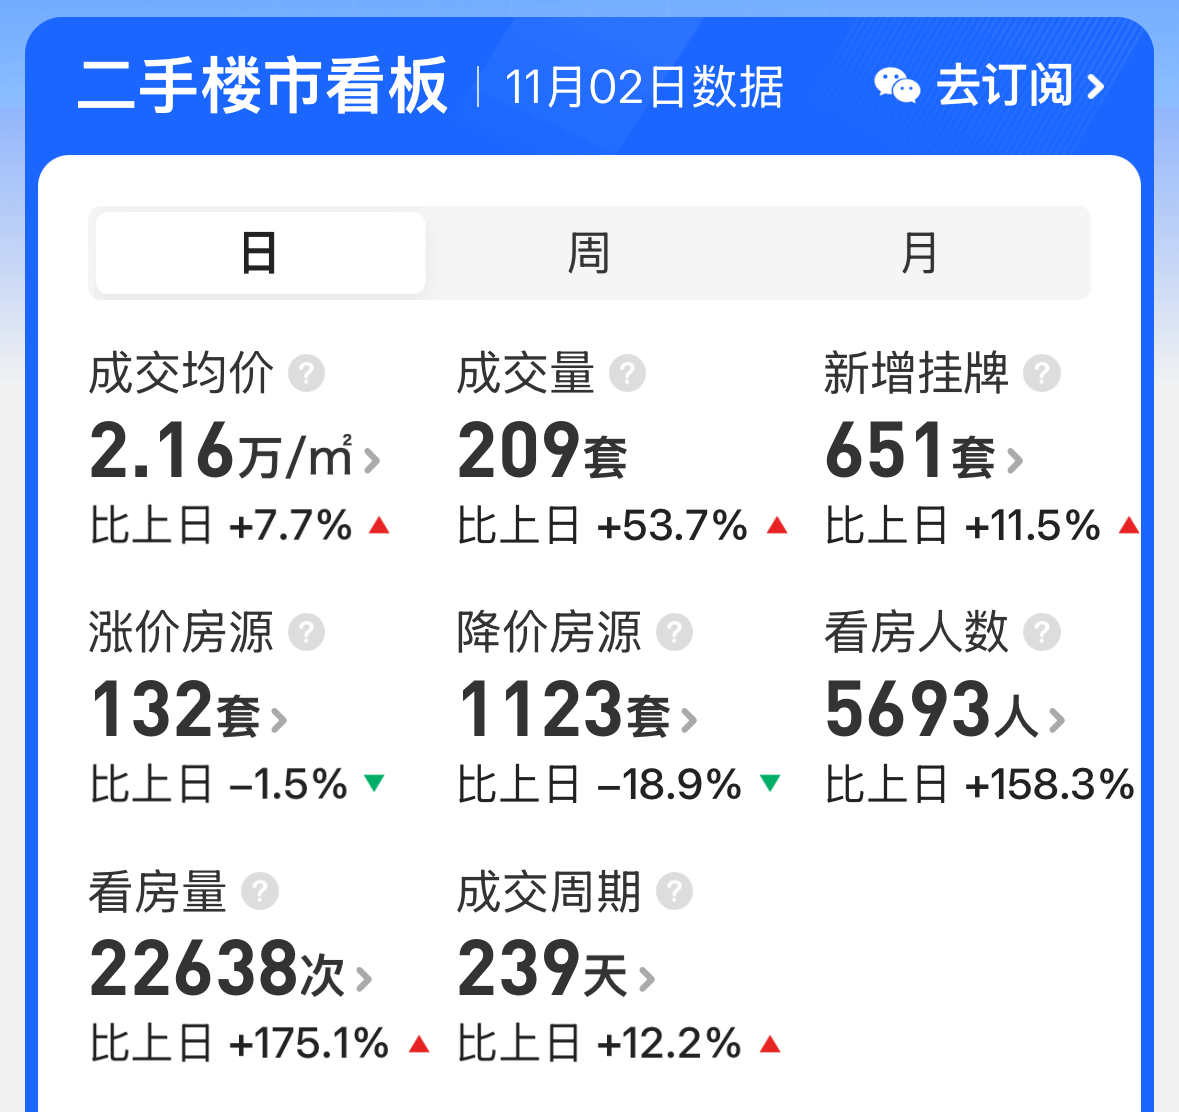 二手楼市看板 | 11月02日数据 去订阅 >
日 周 月
成交均价 ? 成交量 ? 新增挂牌 ?
2.16万/㎡ > 209套 651套 >
比上日 +7.7% ▲ 比上日 +53.7% ▲ 比上日 +11.5% ▲
涨价房源 ? 降价房源 ? 看房人数 ?
132套 > 1123套 > 5693人 >
比上日 -1.5% ▼ 比上日 -18.9% ▼ 比上日 +158.3%
看房量 ? 成交周期 ?
22638次 > 239天 >
比上日 +175.1% ▲ 比上日 +12.2% ▲